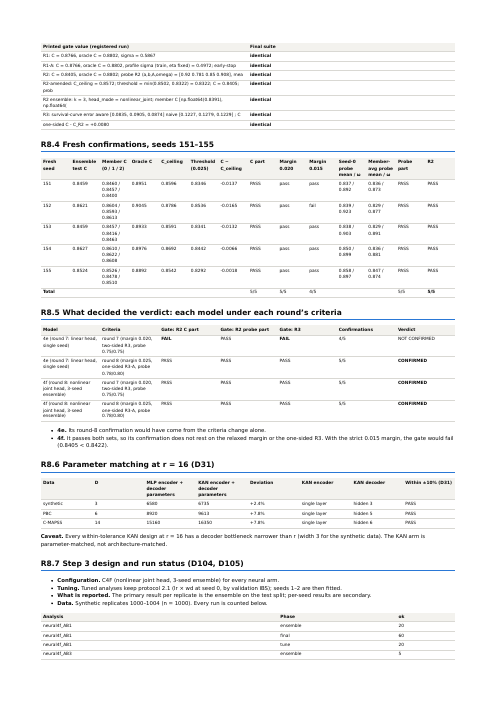 Printed gate value (registered run) Final suite
R1: C = 0.8766, oracle C = 0.8802, sigma = 0.5867 identical
R1-A: C = 0.8766, oracle C = 0.8802, profile sigma (train, eta fixed) = 0.4972; early-stop identical
R2: C = 0.8405, oracle C = 0.8802; probe R2 (a,b,A,omega) = [0.92 0.781 0.85 0.908], mea identical
R2-amended: C_ceiling = 0.8572; threshold = min(0.8502, 0.8322) = 0.8322; C = 0.8405; identical
prob
R2 ensemble: k = 3, head_mode = nonlinear_joint; member C [np.float64(0.8391), identical
np.float64(
R3: survival-curve error aware [0.0835, 0.0905, 0.0874] naive [0.1227, 0.1279, 0.1229] ; C identical
one-sided C - C_R2 = +0.0080 identical
R8.4 Fresh confirmations, seeds 151–155
Fresh Ensemble Member C Oracle C C_ceiling Threshold C − C part Margin Margin Seed-0 Member- Probe R2
seed test C (0 / 1 / 2) (0.025) C_ceiling 0.020 0.015 probe avg probe part
mean / ω mean / ω
151 0.8459 0.8460 / 0.8951 0.8596 0.8346 -0.0137 PASS pass pass 0.837 / 0.836 / PASS PASS
0.8457 / 0.892 0.873
0.8400
152 0.8621 0.8604 / 0.9045 0.8786 0.8536 -0.0165 PASS pass fail 0.839 / 0.829 / PASS PASS
0.8593 / 0.923 0.877
0.8613
153 0.8459 0.8457 / 0.8933 0.8591 0.8341 -0.0132 PASS pass pass 0.838 / 0.828 / PASS PASS
0.8416 / 0.903 0.891
0.8463
154 0.8627 0.8610 / 0.8976 0.8692 0.8442 -0.0066 PASS pass pass 0.850 / 0.836 / PASS PASS
0.8622 / 0.899 0.881
0.8608
155 0.8524 0.8526 / 0.8892 0.8542 0.8292 -0.0018 PASS pass pass 0.858 / 0.847 / PASS PASS
0.8478 / 0.897 0.874
0.8510
Total 5/5 5/5 4/5 5/5 5/5
R8.5 What decided the verdict: each model under each round’s criteria
Model Criteria Gate: R2 C part Gate: R2 probe part Gate: R3 Confirmations Verdict
4e (round 7: linear head, round 7 (margin 0.020, FAIL PASS FAIL 4/5 NOT CONFIRMED
single seed) two-sided R3, probe
0.75/0.75)
4e (round 7: linear head, round 8 (margin 0.025, PASS PASS PASS 5/5 CONFIRMED
single seed) one-sided R3-A, probe
0.78/0.80)
4f (round 8: nonlinear round 7 (margin 0.020, PASS PASS PASS 5/5 CONFIRMED
joint head, 3-seed two-sided R3, probe
ensemble) 0.75/0.75)
4f (round 8: nonlinear round 8 (margin 0.025, PASS PASS PASS 5/5 CONFIRMED
joint head, 3-seed one-sided R3-A, probe
ensemble) 0.78/0.80)
• 4e. Its round-8 confirmation would have come from the criteria change alone.
• 4f. It passes both sets, so its confirmation does not rest on the relaxed margin or the one-sided R3. With the strict 0.015 margin, the gate would fail
(0.8405 < 0.8422).
R8.6 Parameter matching at r = 16 (D31)
Data D MLP encoder + KAN encoder + Deviation KAN encoder KAN decoder Within ±10% (D31)
decoder decoder
parameters parameters
synthetic 3 6580 6735 +2.4% single layer hidden 3 PASS
PBC 6 8920 9613 +7.8% single layer hidden 5 PASS
C-MAPSS 14 15160 16350 +7.8% single layer hidden 6 PASS
Caveat. Every within-tolerance KAN design at r = 16 has a decoder bottleneck narrower than r (width 3 for the synthetic data). The KAN arm is
parameter-matched, not architecture-matched.
R8.7 Step 3 design and run status (D104, D105)
• Configuration. C4F (nonlinear joint head, 3-seed ensemble) for every neural arm.
• Tuning. Tuned analyses keep protocol 2.1 (lr × wd at seed 0, by validation IBS); seeds 1–2 are then fitted.
• What is reported. The primary result per replicate is the ensemble on the test split; per-seed results are secondary.
• Data. Synthetic replicates 1000–1004 (n = 1000). Every run is counted below.
Analysis Phase ok
neural4f_AB1 ensemble 20
neural4f_AB1 final 60
neural4f_AB1 tune 20
neural4f_AB3 ensemble 5